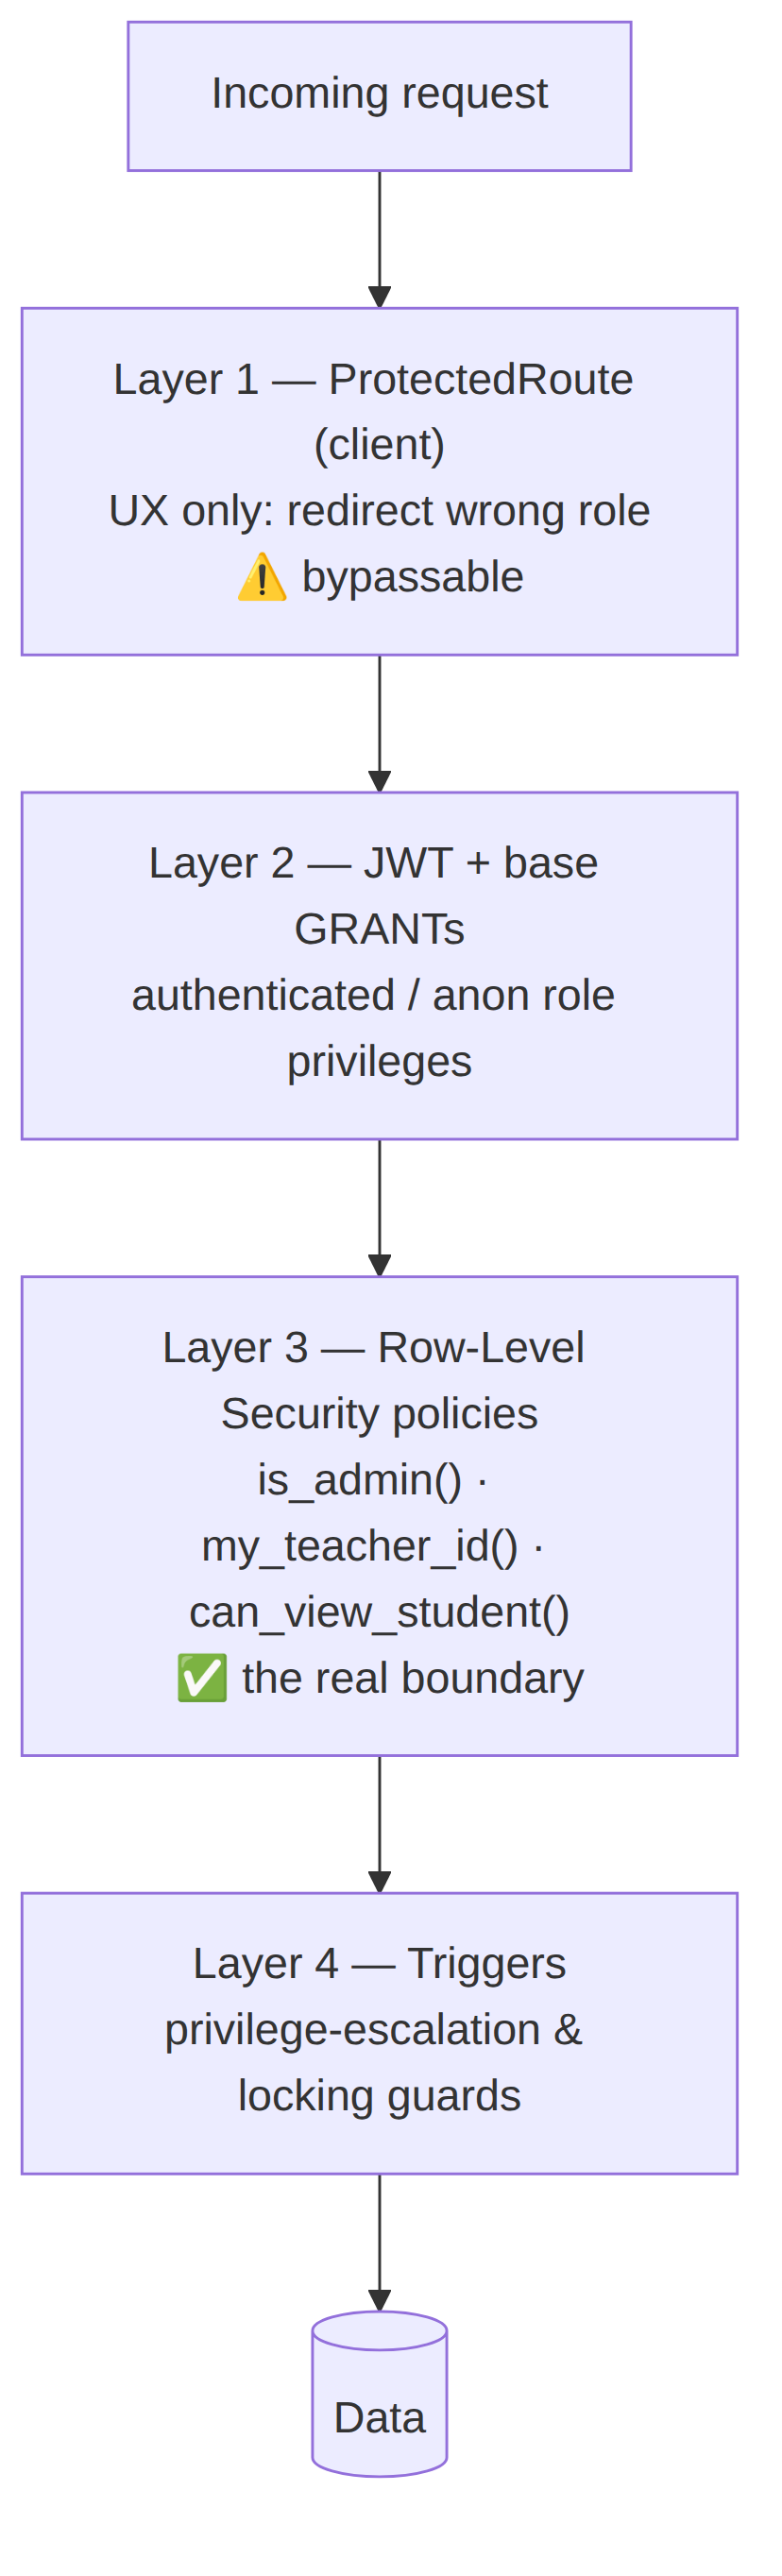 Incoming request
Layer 1 — ProtectedRoute
(client)
UX only: redirect wrong role
⚠️ bypassable
Layer 2 — JWT + base
GRANTs
authenticated / anon role
privileges
Layer 3 — Row-Level
Security policies
is_admin() ·
my_teacher_id() ·
can_view_student()
✅ the real boundary
Layer 4 — Triggers
privilege-escalation &
locking guards
Data